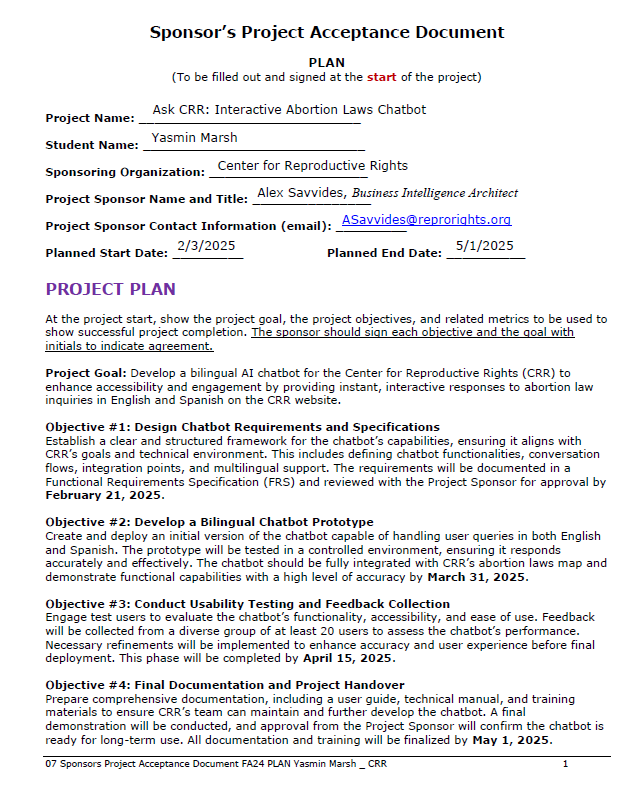 Sponsor's Project Acceptance Document
PLAN
(To be filled out and signed at the start of the project)
Project Name: Ask CRR: Interactive Abortion Laws Chatbot
Student Name: Yasmin Marsh
Sponsoring Organization: Center for Reproductive Rights
Project Sponsor Name and Title: Alex Savvides, Business Intelligence Architect
Project Sponsor Contact Information (email): ASavvides@reprorights.org
Planned Start Date: 2/3/2025 Planned End Date: 5/1/2025
PROJECT PLAN
At the project start, show the project goal, the project objectives, and related metrics to be used to
show successful project completion. The sponsor should sign each objective and the goal with
initials to indicate agreement.
Project Goal: Develop a bilingual AI chatbot for the Center for Reproductive Rights (CRR) to
enhance accessibility and engagement by providing instant, interactive responses to abortion law
inquiries in English and Spanish on the CRR website.
Objective #1: Design Chatbot Requirements and Specifications
Establish a clear and structured framework for the chatbot's capabilities, ensuring it aligns with
CRR's goals and technical environment. This includes defining chatbot functionalities, conversation
flows, integration points, and multilingual support. The requirements will be documented in a
Functional Requirements Specification (FRS) and reviewed with the Project Sponsor for approval by
February 21, 2025.
Objective #2: Develop a Bilingual Chatbot Prototype
Create and deploy an initial version of the chatbot capable of handling user queries in both English
and Spanish. The prototype will be tested in a controlled environment, ensuring it responds
accurately and effectively. The chatbot should be fully integrated with CRR's abortion laws map and
demonstrate functional capabilities with a high level of accuracy by March 31, 2025.
Objective #3: Conduct Usability Testing and Feedback Collection
Engage test users to evaluate the chatbot's functionality, accessibility, and ease of use. Feedback
will be collected from a diverse group of at least 20 users to assess the chatbot's performance.
Necessary refinements will be implemented to enhance accuracy and user experience before final
deployment. This phase will be completed by April 15, 2025.
Objective #4: Final Documentation and Project Handover
Prepare comprehensive documentation, including a user guide, technical manual, and training
materials to ensure CRR's team can maintain and further develop the chatbot. A final
demonstration will be conducted, and approval from the Project Sponsor will confirm the chatbot is
ready for long-term use. All documentation and training will be finalized by May 1, 2025.
07 Sponsors Project Acceptance Document FA24 PLAN Yasmin Marsh _ CRR 1